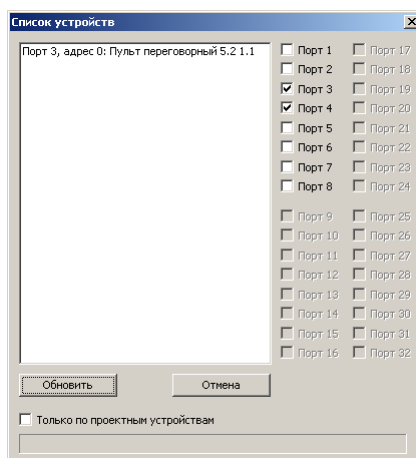 Список устройств
Порт 3, адрес 0: Пульт переговорный 5.2 1.1
Порт 1 Порт 17
Порт 2 Порт 18
Порт 3 Порт 19
Порт 4 Порт 20
Порт 5 Порт 21
Порт 6 Порт 22
Порт 7 Порт 23
Порт 8 Порт 24
Порт 9 Порт 25
Порт 10 Порт 26
Порт 11 Порт 27
Порт 12 Порт 28
Порт 13 Порт 29
Порт 14 Порт 30
Порт 15 Порт 31
Порт 16 Порт 32
Обновить Отмена
Только по проектным устройствам